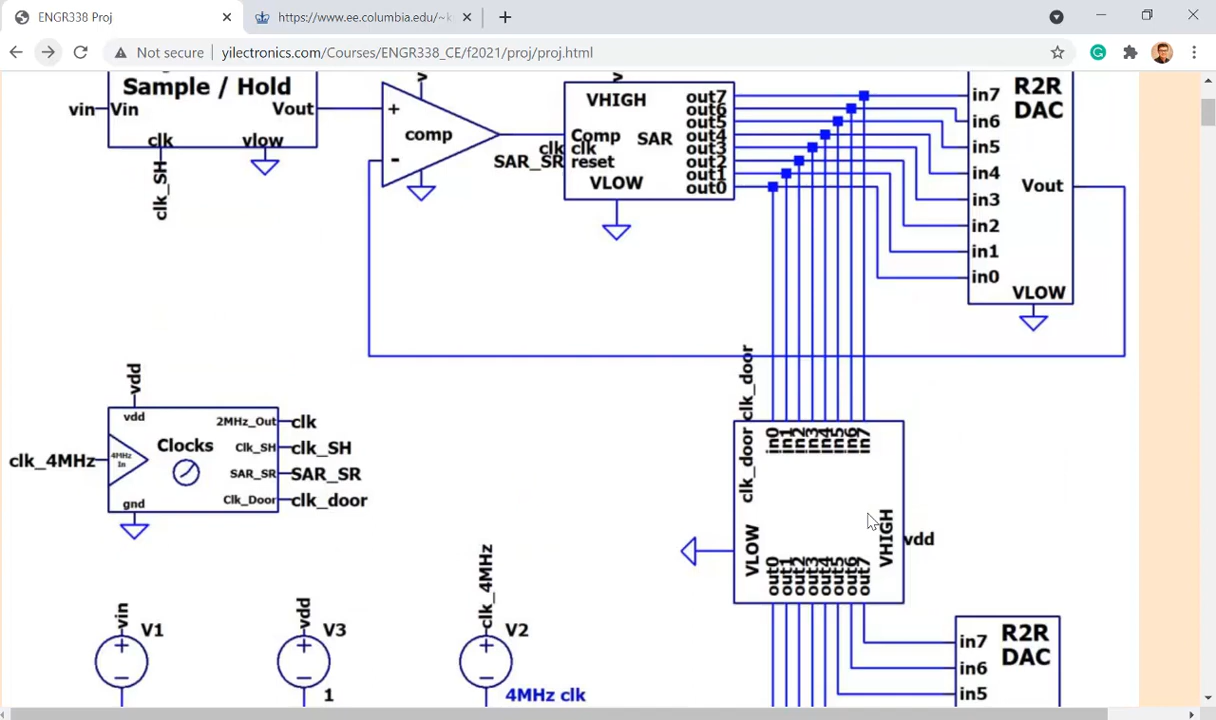 ENGR338 Proj
https://www.ee.columbia.edu/~k
Not secure
yilectronics.com/Courses/ENGR338_CE/f2021/proj/proj.html
Sample / Hold
vin
Vin
Vout
clk
vlow
clk_SH
+
comp
-
VHIGH
Comp
SAR
clk
clk
SAR_SR
reset
VLOW
out7
out6
out5
out4
out3
out2
out1
out0
R2R
DAC
in7
in6
in5
in4
in3
in2
in1
in0
Vout
VLOW
vdd
vdd
clk_4MHz
4MHz
In
Clocks
gnd
2MHz_Out
clk
Clk_SH
clk_SH
SAR_SR
SAR_SR
Clk_Door
clk_door
clk_door
clk_door
in0
in1
in2
in3
in4
in5
in6
in7
VLOW
VHIGH
vdd
out0
out1
out2
out3
out4
out5
out6
out7
vin
V1
vdd
V3
1
clk_4MHz
V2
4MHz clk
R2R
DAC
in7
in6
in5